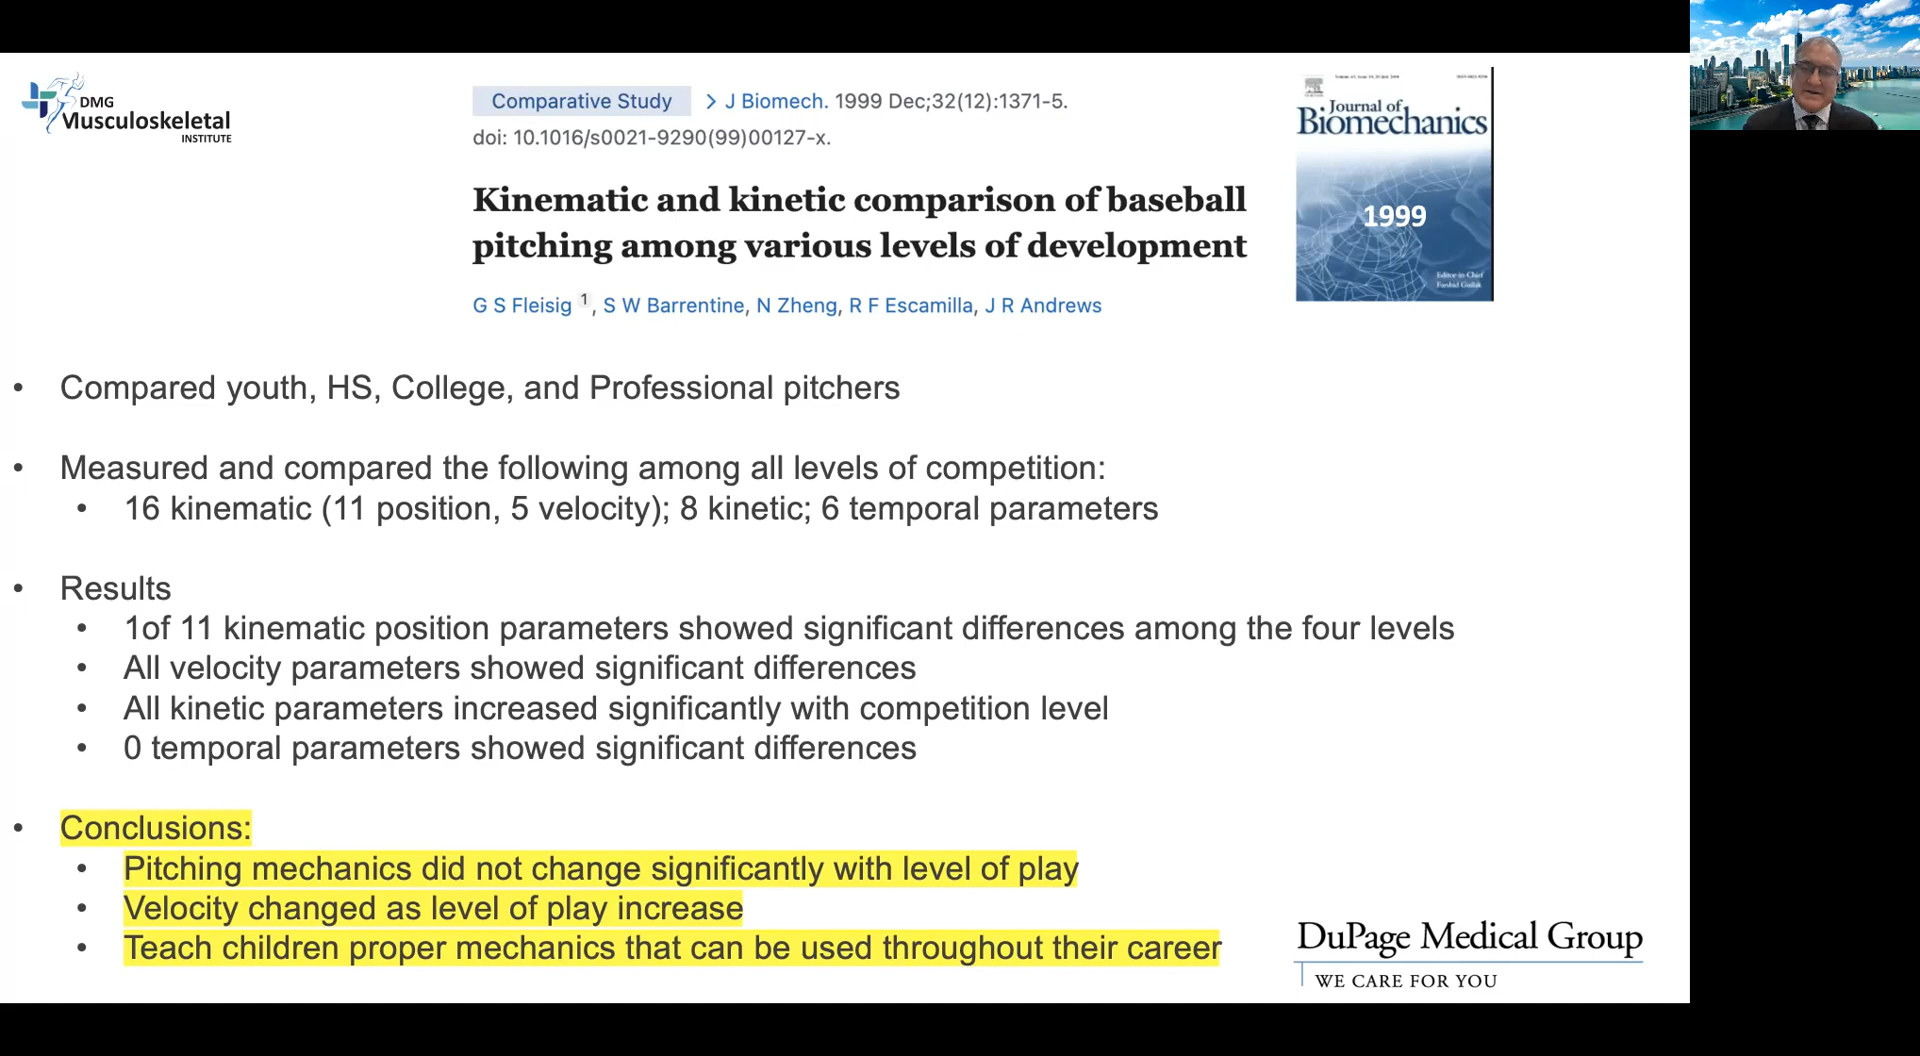 DMG
Musculoskeletal
INSTITUTE
Comparative Study > J Biomech. 1999 Dec;32(12):1371-5.
doi: 10.1016/s0021-9290(99)00127-x.
Kinematic and kinetic comparison of baseball
pitching among various levels of development
G S Fleisig 1, S W Barrentine, N Zheng, R F Escamilla, J R Andrews
Journal of
Biomechanics
1999
Editor-in-Chief
Farshid Guilak
• Compared youth, HS, College, and Professional pitchers
• Measured and compared the following among all levels of competition:
• 16 kinematic (11 position, 5 velocity); 8 kinetic; 6 temporal parameters
• Results
• 1of 11 kinematic position parameters showed significant differences among the four levels
• All velocity parameters showed significant differences
• All kinetic parameters increased significantly with competition level
• 0 temporal parameters showed significant differences
• Conclusions:
• Pitching mechanics did not change significantly with level of play
• Velocity changed as level of play increase
• Teach children proper mechanics that can be used throughout their career
DuPage Medical Group
WE CARE FOR YOU